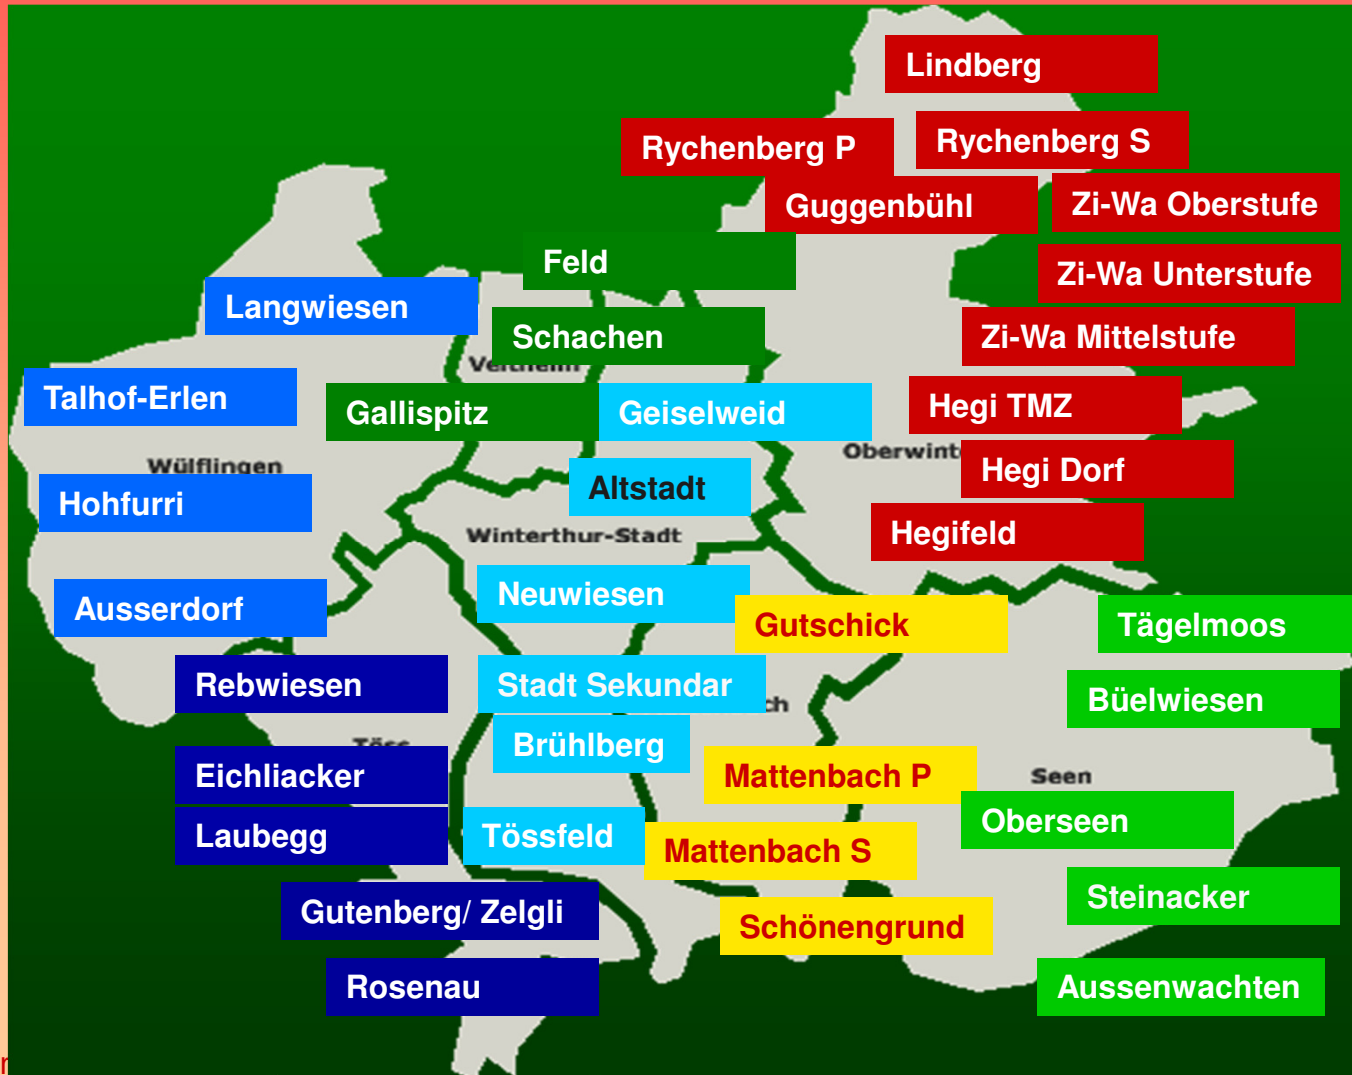 Lindberg
Rychenberg P
Rychenberg S
Guggenbühl
Zi-Wa Oberstufe
Feld
Zi-Wa Unterstufe
Langwiesen
Schachen
Zi-Wa Mittelstufe
Talhof-Erlen
Gallispitz
Geiselweid
Hegi TMZ
Wülflingen
Hegi Dorf
Hohfurri
Altstadt
Winterthur-Stadt
Hegifeld
Ausserdorf
Neuwiesen
Gutschick
Tägelmoos
Rebwiesen
Stadt Sekundar
Büelwiesen
Brühlberg
Eichliacker
Mattenbach P
Seen
Laubegg
Tössfeld
Mattenbach S
Oberseen
Gutenberg/ Zelgli
Schönengrund
Steinacker
Rosenau
Aussenwachten